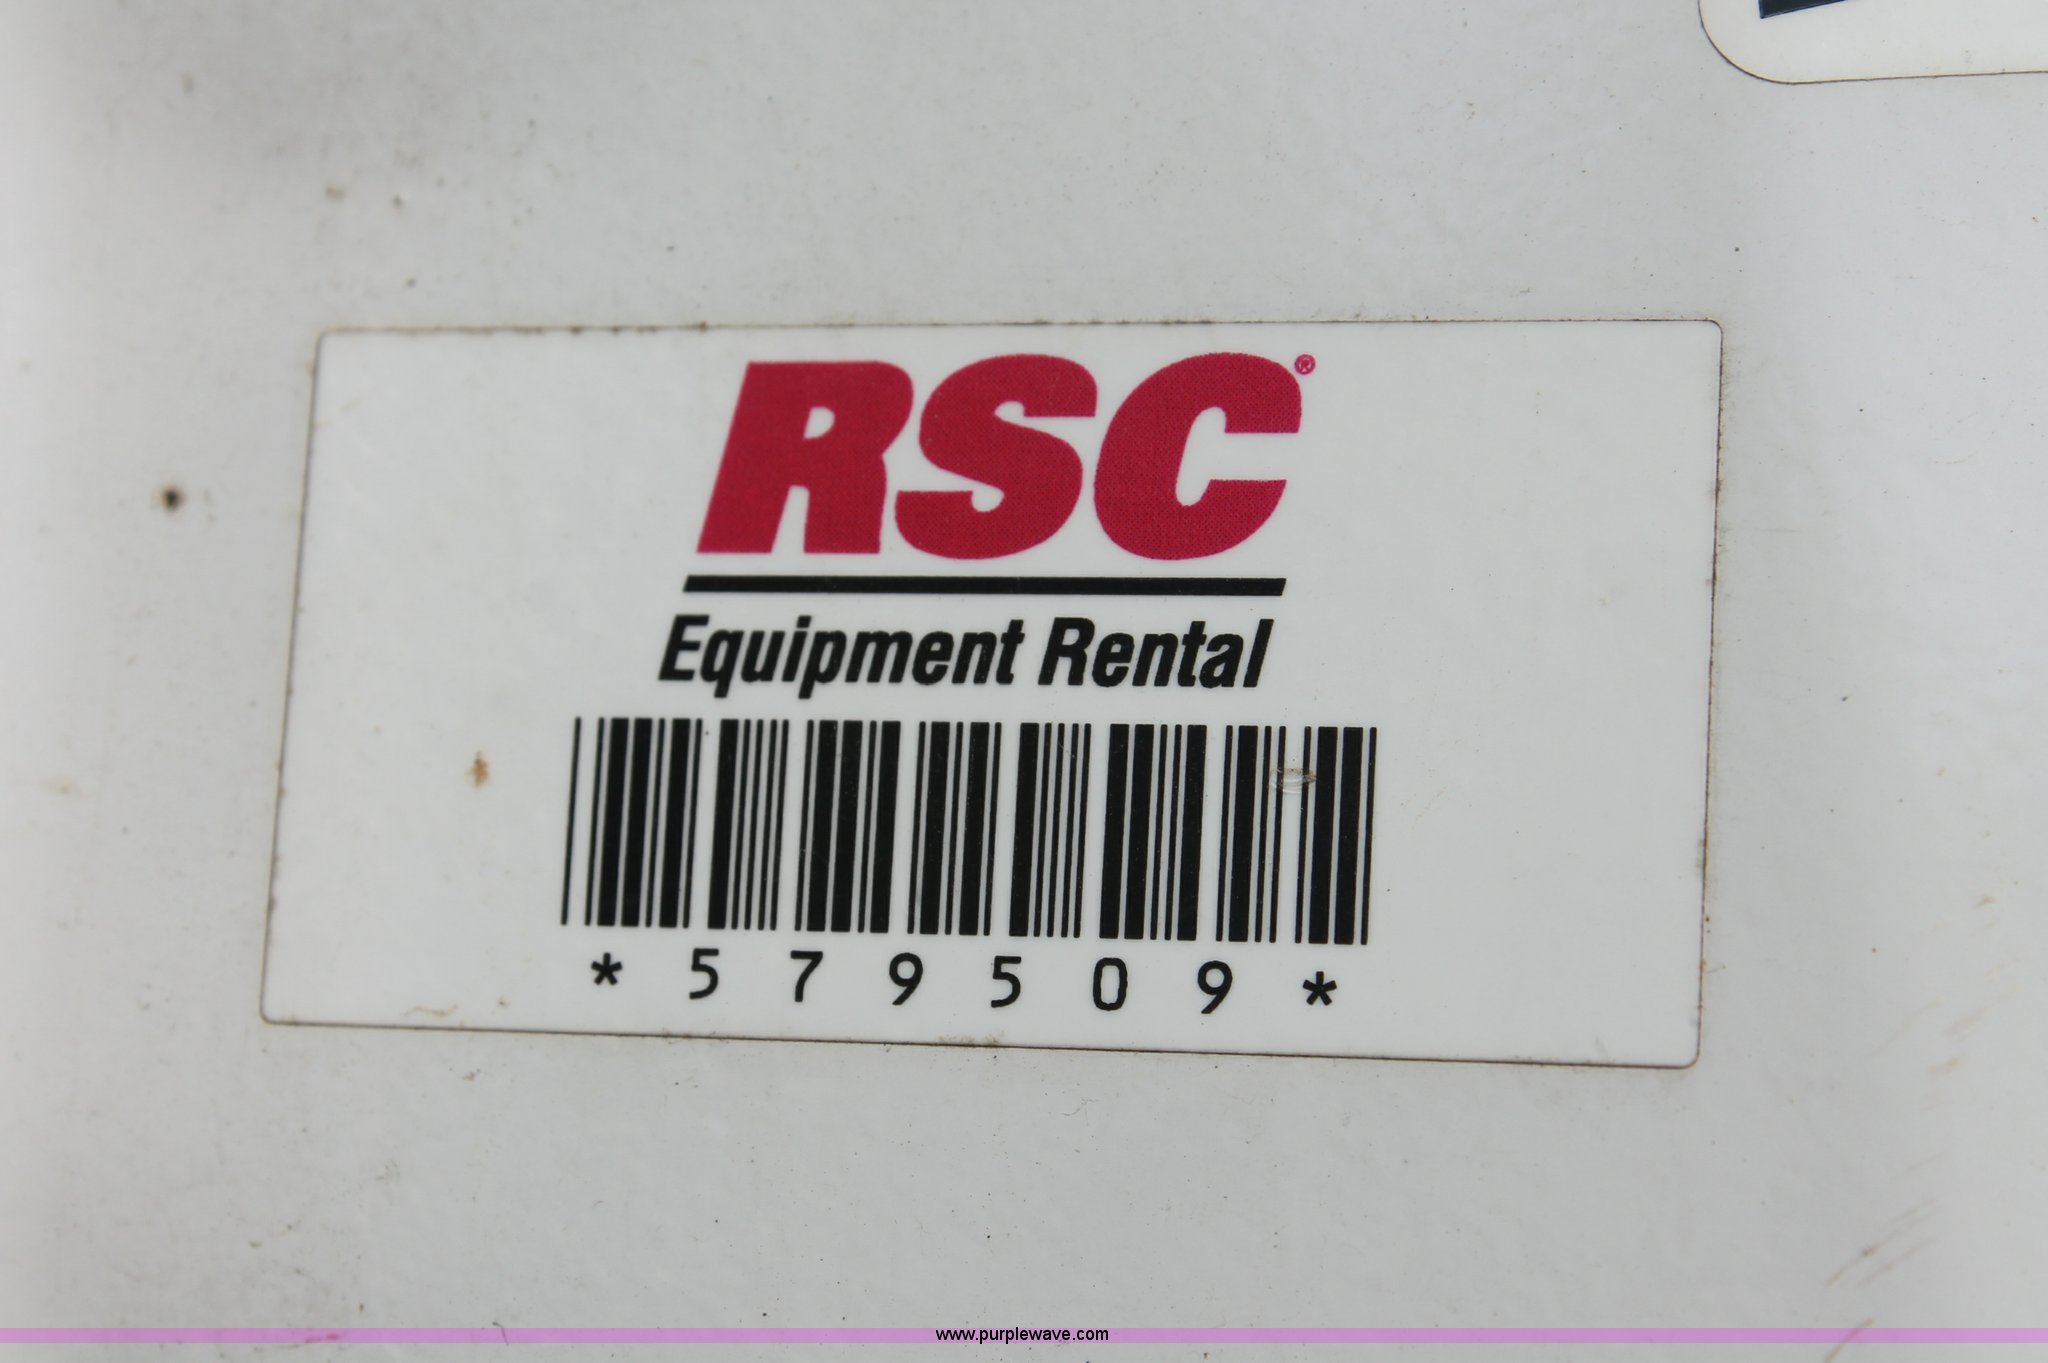 RSC®
Equipment Rental
*579509*
www.purplewave.com